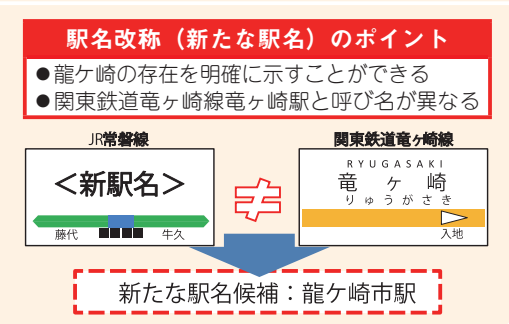 駅名改称（新たな駅名）のポイント
●龍ケ崎の存在を明確に示すことができる
●関東鉄道竜ヶ崎線竜ヶ崎駅と呼び名が異なる
JR常磐線
＜新駅名＞
藤代 牛久
≠
関東鉄道竜ヶ崎線
RYUGASAKI
竜ヶ崎
りゅうがさき
入地
新たな駅名候補：龍ケ崎市駅